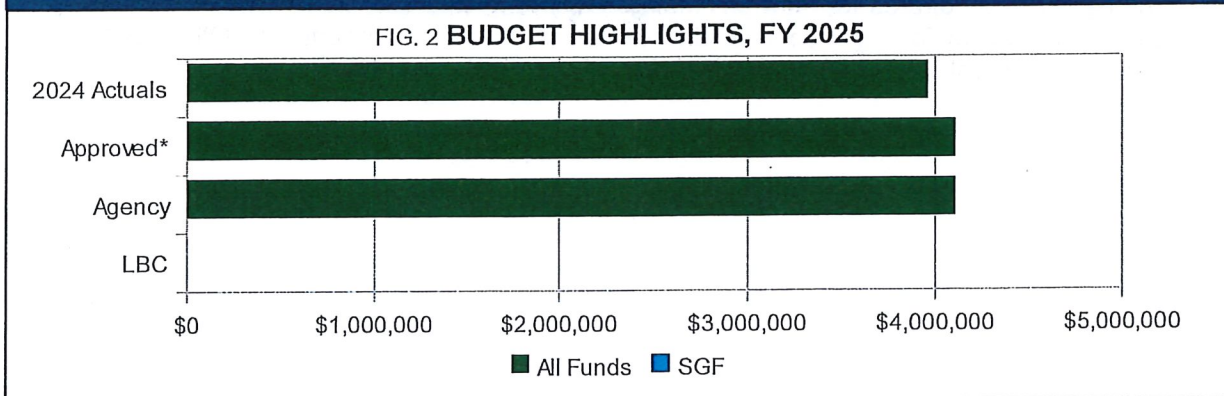 FIG. 2 BUDGET HIGHLIGHTS, FY 2025
2024 Actuals
Approved*
Agency
LBC
$0 $1,000,000 $2,000,000 $3,000,000 $4,000,000 $5,000,000
All Funds SGF